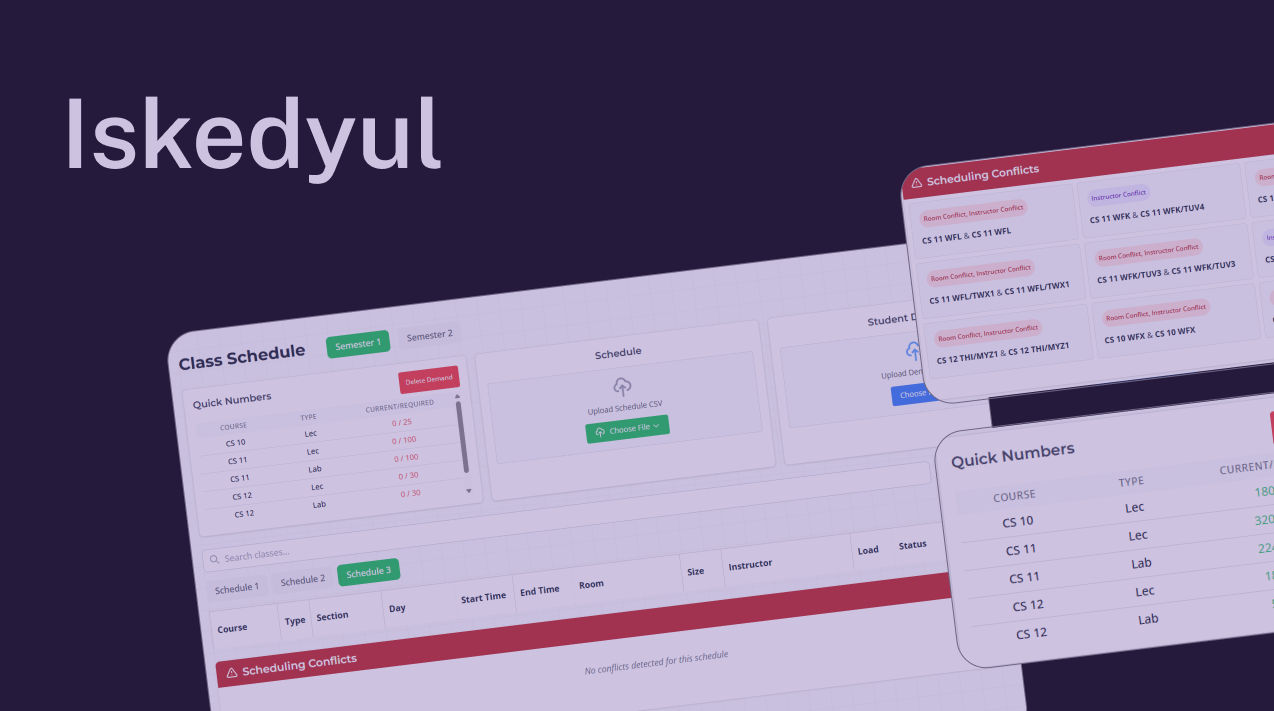 Iskedyul
Class Schedule
Semester 1
Semester 2
Quick Numbers
Delese Demand
COURSE TYPE CURRENT/REQUIRED
CS 10 Lec 0 / 25
CS 11 Lec 0 / 100
CS 11 Lab 0 / 100
CS 12 Lec 0 / 30
CS 12 Lab 0 / 30
Schedule
Upload Schedule CSV
Choose File
Student
Upload
Choose
Search classes...
Schedule 1
Schedule 2
Schedule 3
Course Type Section Day Start Time End Time Room Size Instructor Load Status
Scheduling Conflicts
No conflicts detected for this schedule
Scheduling Conflicts
Room Conflict, Instructor Conflict
CS 11 WFL & CS 11 WFL
Instructor Conflict
CS 11 WFK & CS 11 WFK/TUV4
Room Conflict, Instructor Conflict
CS 11 WFL/TWX1 & CS 11 WFL/TWX1
Room Conflict, Instructor Conflict
CS 11 WFK/TUV3 & CS 11 WFK/TUV3
Room Conflict, Instructor Conflict
CS 12 THI/MYZ1 & CS 12 THI/MYZ1
Room Conflict, Instructor Conflict
CS 10 WFX & CS 10 WFX
Quick Numbers
COURSE TYPE CURRENT/
CS 10 Lec 180
CS 11 Lec 320
CS 11 Lab
CS 12 Lec
CS 12 Lab